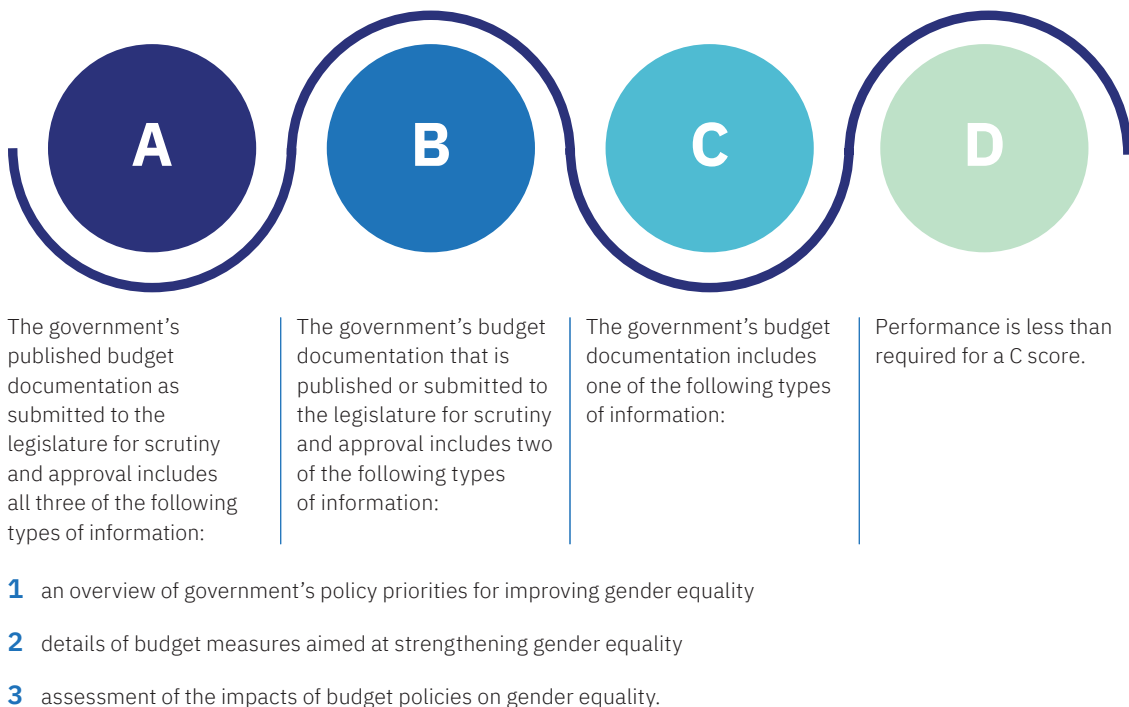 A
B
C
D
The government’s
published budget
documentation as
submitted to the
legislature for scrutiny
and approval includes
all three of the following
types of information:
The government’s budget
documentation that is
published or submitted to
the legislature for scrutiny
and approval includes two
of the following types
of information:
The government’s budget
documentation includes
one of the following types
of information:
Performance is less than
required for a C score.
1 an overview of government’s policy priorities for improving gender equality
2 details of budget measures aimed at strengthening gender equality
3 assessment of the impacts of budget policies on gender equality.